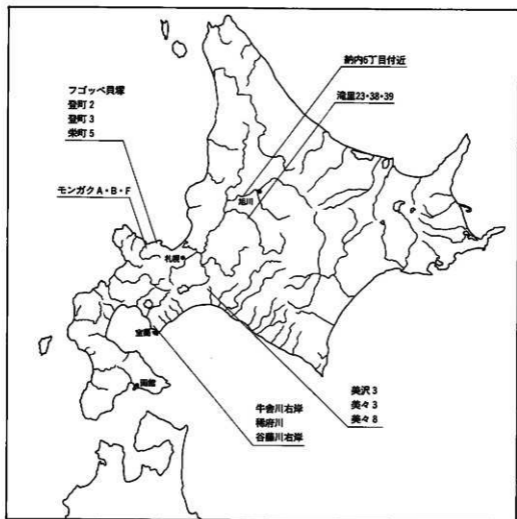 納内6丁目付近
滝里23・38・39
フゴッペ貝塚
登町2
登町3
栄町5
モンガクA・B・F
旭川
札幌
室蘭
函館
牛舎川右岸
稀府川
谷藤川右岸
美沢3
美々3
美々8